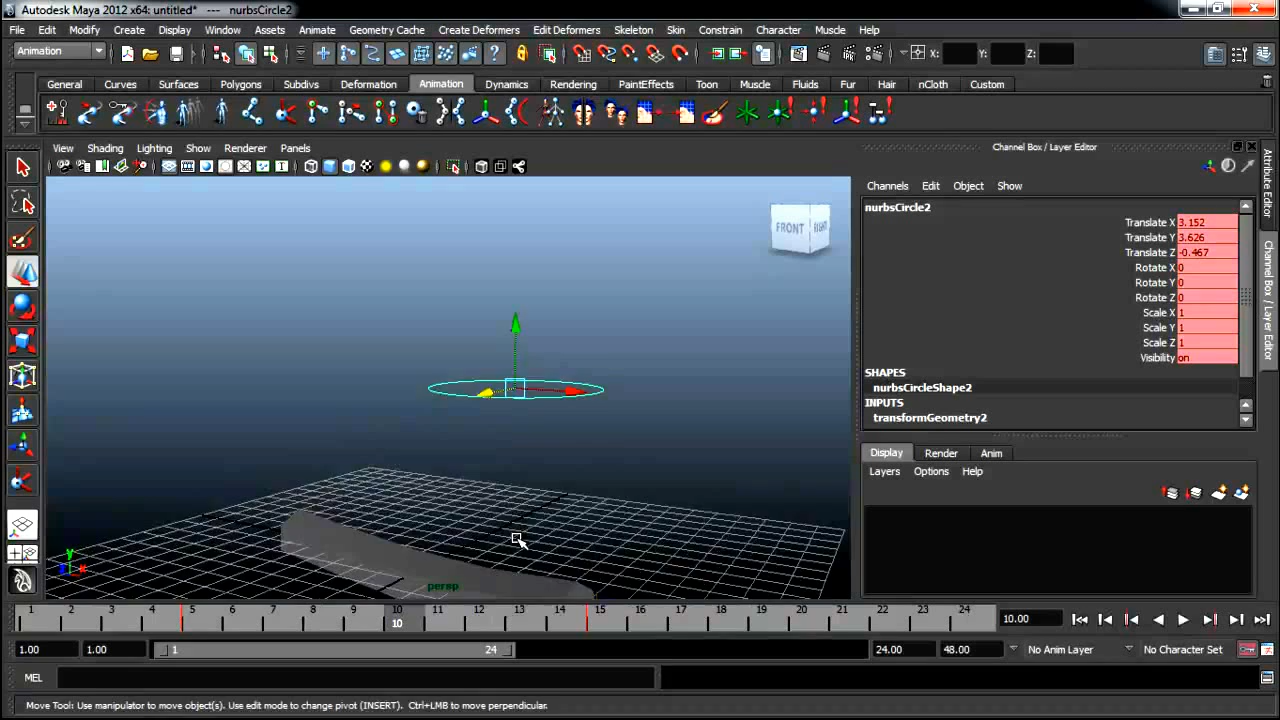 Autodesk Maya 2012 x64: untitled* --- nurbsCircle2
File Edit Modify Create Display Window Assets Animate Geometry Cache Create Deformers Edit Deformers Skeleton Skin Constrain Character Muscle Help
Animation X: Y: Z:
General Curves Surfaces Polygons Subdivs Deformation Animation Dynamics Rendering PaintEffects Toon Muscle Fluids Fur Hair nCloth Custom
View Shading Lighting Show Renderer Panels
Channel Box / Layer Editor
Channels Edit Object Show
nurbsCircle2
Translate X 3.152
Translate Y 3.626
Translate Z -0.467
Rotate X 0
Rotate Y 0
Rotate Z 0
Scale X 1
Scale Y 1
Scale Z 1
Visibility on
SHAPES
nurbsCircleShape2
INPUTS
transformGeometry2
Display Render Anim
Layers Options Help
Attribute Editor
Channel Box / Layer Editor
FRONT RIGHT
y
z x
persp
1 2 3 4 5 6 7 8 9 10 11 12 13 14 15 16 17 18 19 20 21 22 23 24
10
10.00
1.00 1.00 1 24 24.00 48.00 No Anim Layer No Character Set
MEL
Move Tool: Use manipulator to move object(s). Use edit mode to change pivot (INSERT). Ctrl+LMB to move perpendicular.